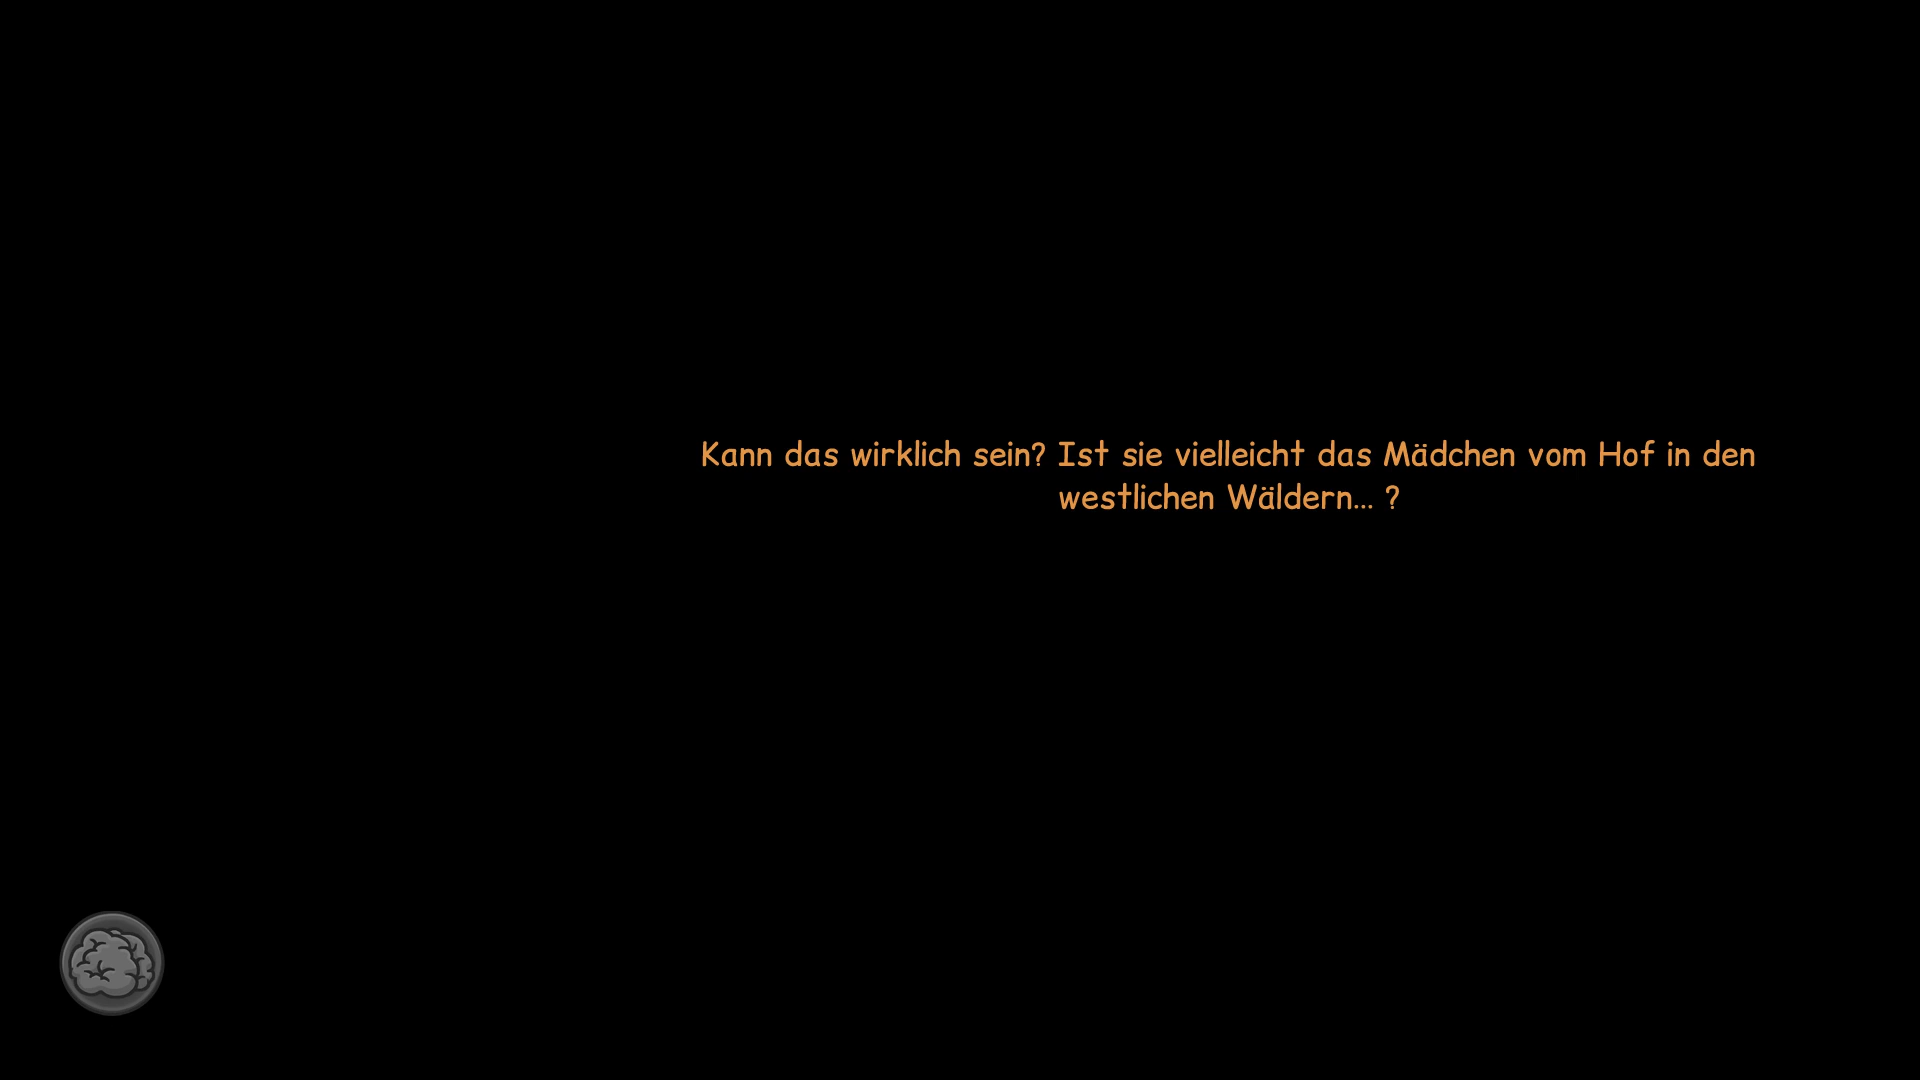 Kann das wirklich sein? Ist sie vielleicht das Mädchen vom Hof in den
westlichen Wäldern... ?